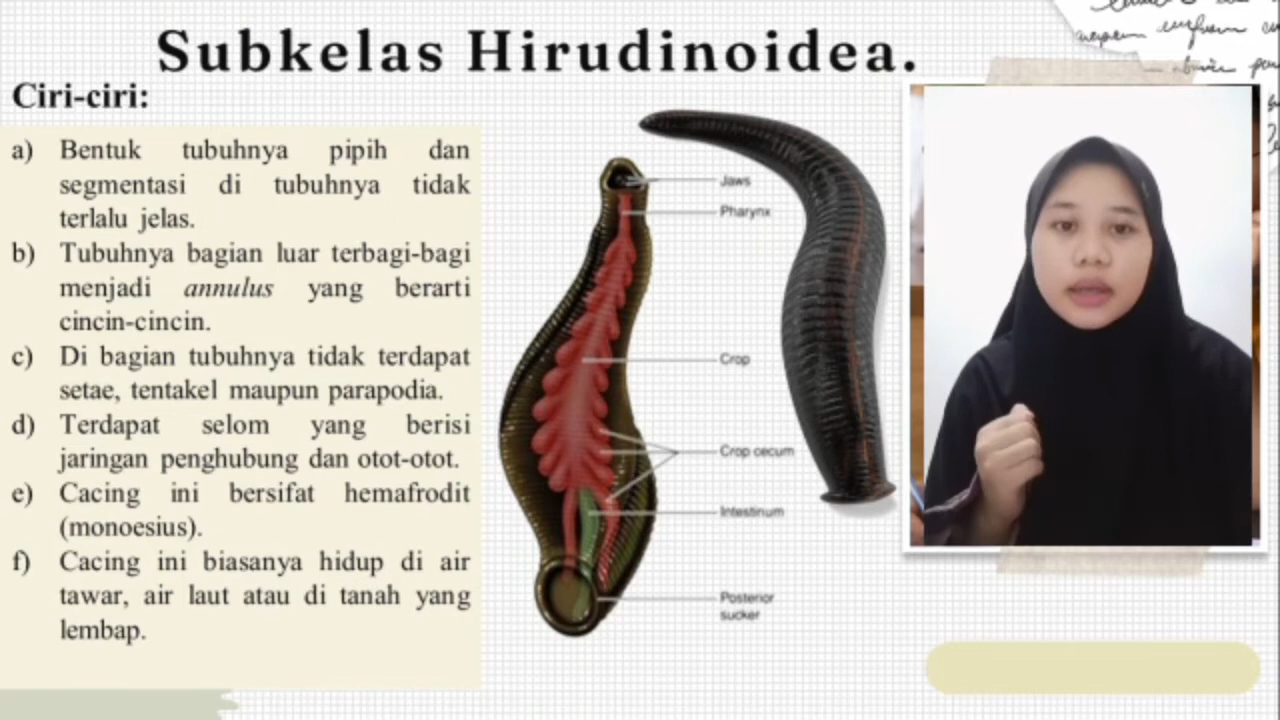 Subkelas Hirudinoidea.
Ciri-ciri:
a) Bentuk tubuhnya pipih dan
segmentasi di tubuhnya tidak
terlalu jelas.
b) Tubuhnya bagian luar terbagi-bagi
menjadi annulus yang berarti
cincin-cincin.
c) Di bagian tubuhnya tidak terdapat
setae, tentakel maupun parapodia.
d) Terdapat selom yang berisi
jaringan penghubung dan otot-otot.
e) Cacing ini bersifat hemafrodit
(monoesius).
f) Cacing ini biasanya hidup di air
tawar, air laut atau di tanah yang
lembap.
Jaws
Pharynx
Crop
Crop cecum
Intestinum
Posterior
sucker